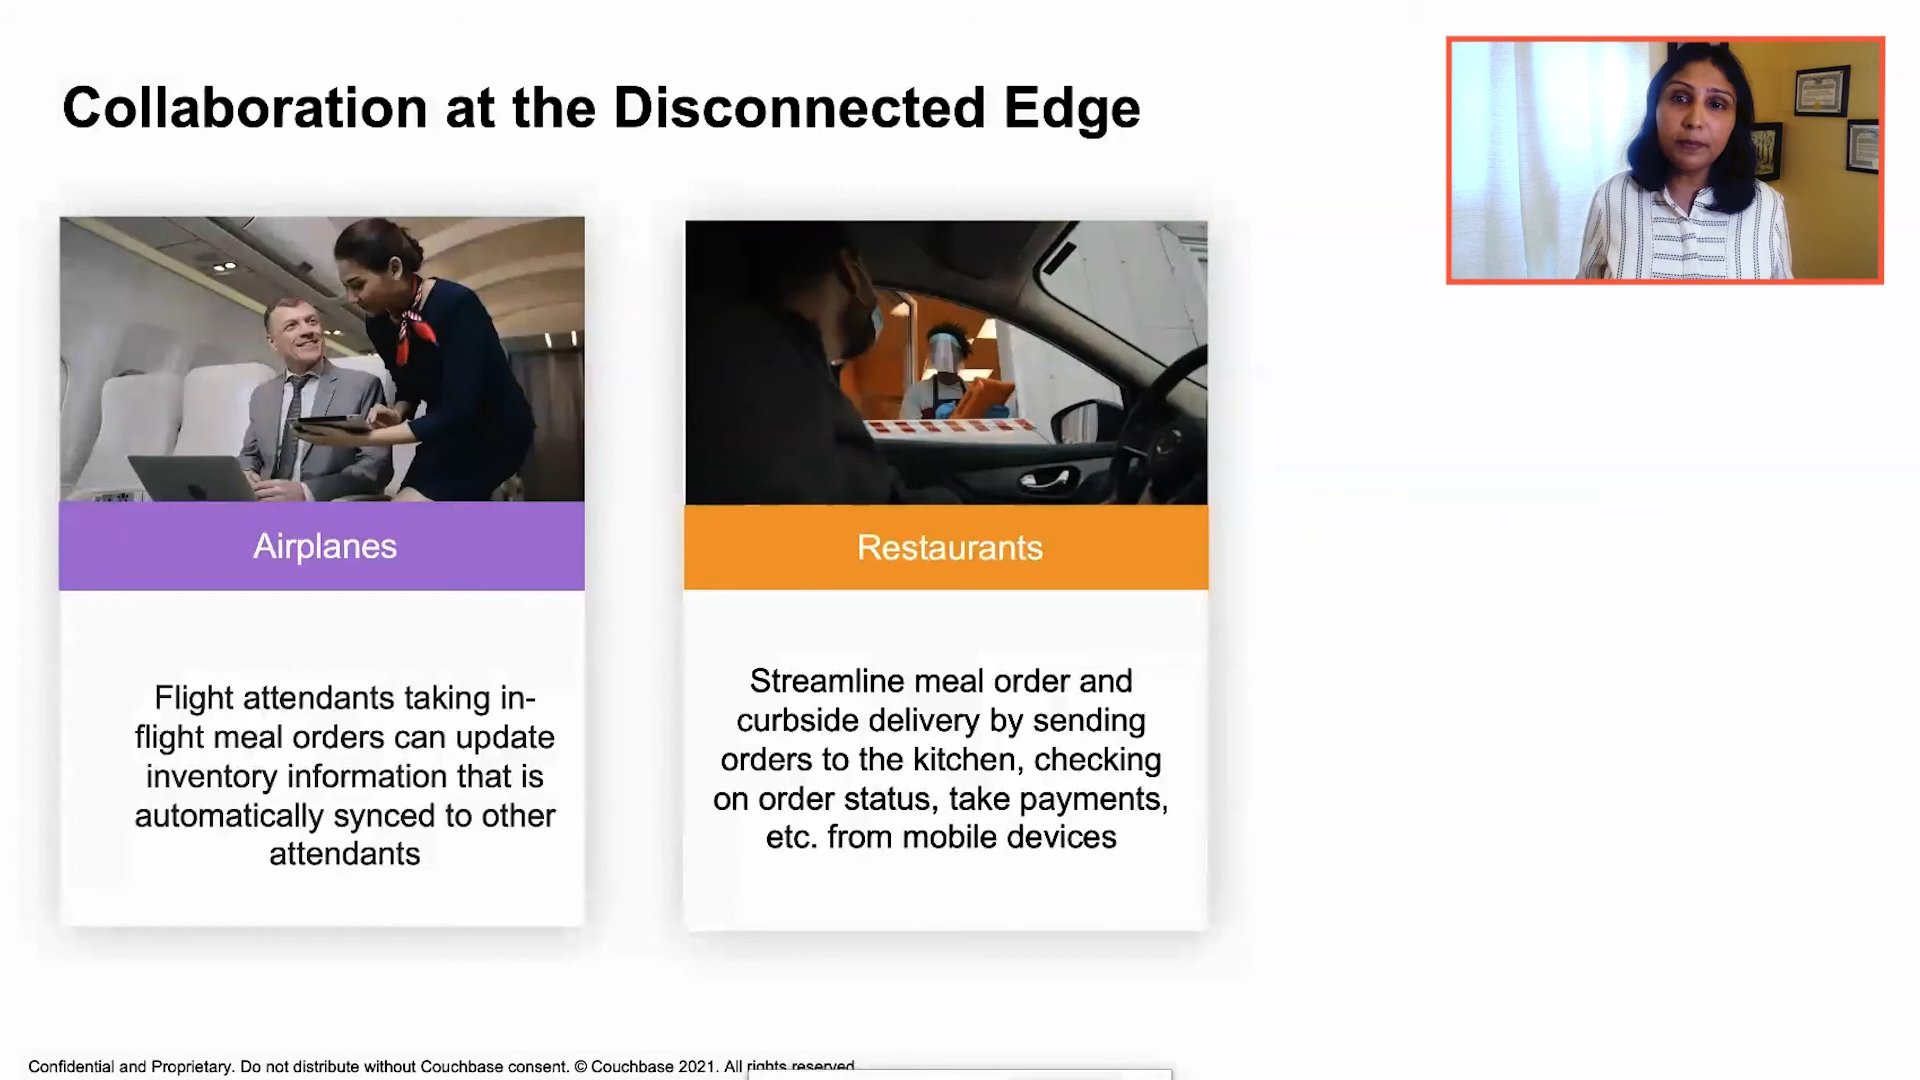 Collaboration at the Disconnected Edge
Airplanes
Flight attendants taking in-
flight meal orders can update
inventory information that is
automatically synced to other
attendants
Restaurants
Streamline meal order and
curbside delivery by sending
orders to the kitchen, checking
on order status, take payments,
etc. from mobile devices
Confidential and Proprietary. Do not distribute without Couchbase consent. © Couchbase 2021. All rights reserved.